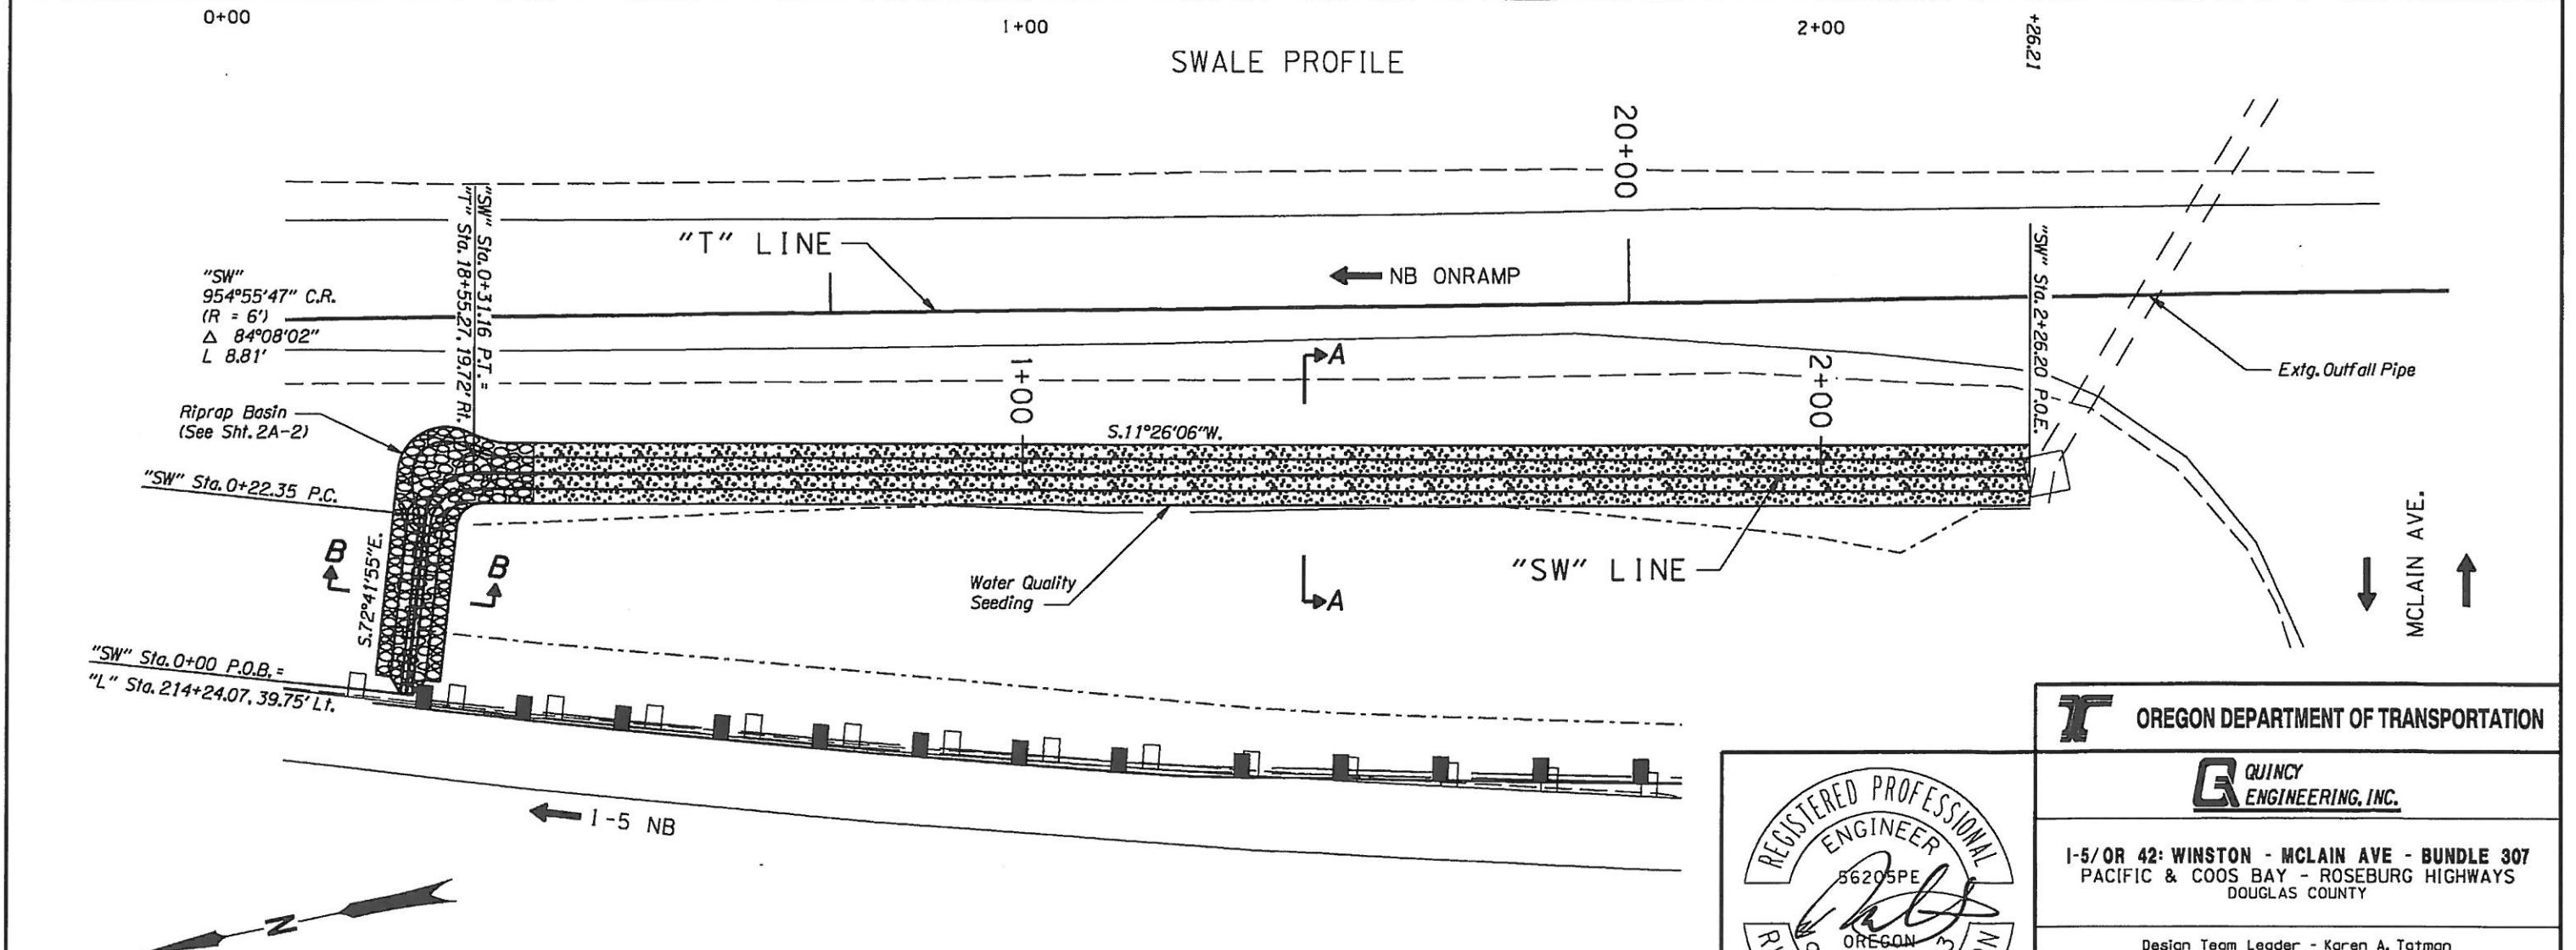 0+00
1+00
2+00
+26.21
SWALE PROFILE
20+00
"SW" Sta. 0+31.16 P.T. =
"T" Sta. 18+55.27, 19.72' Rt.
"T" LINE
NB ONRAMP
"SW" Sta. 2+26.20 P.O.E.
"SW"
954°55'47" C.R.
(R = 6')
Δ 84°08'02"
L 8.81'
A
1+00
2+00
Extg. Outfall Pipe
Riprap Basin
(See Sht. 2A-2)
S.11°26'06"W.
"SW" Sta. 0+22.35 P.C.
MCLAIN AVE.
B
B
S.72°41'55"E.
Water Quality
Seeding
"SW" LINE
A
"SW" Sta. 0+00 P.O.B. =
"L" Sta. 214+24.07, 39.75' Lt.
I-5 NB
N
OREGON DEPARTMENT OF TRANSPORTATION
QUINCY
ENGINEERING, INC.
REGISTERED PROFESSIONAL
ENGINEER
56205PE
OREGON
I-5/OR 42: WINSTON - MCLAIN AVE - BUNDLE 307
PACIFIC & COOS BAY - ROSEBURG HIGHWAYS
DOUGLAS COUNTY
Design Team Leader - Karen A. Tatman